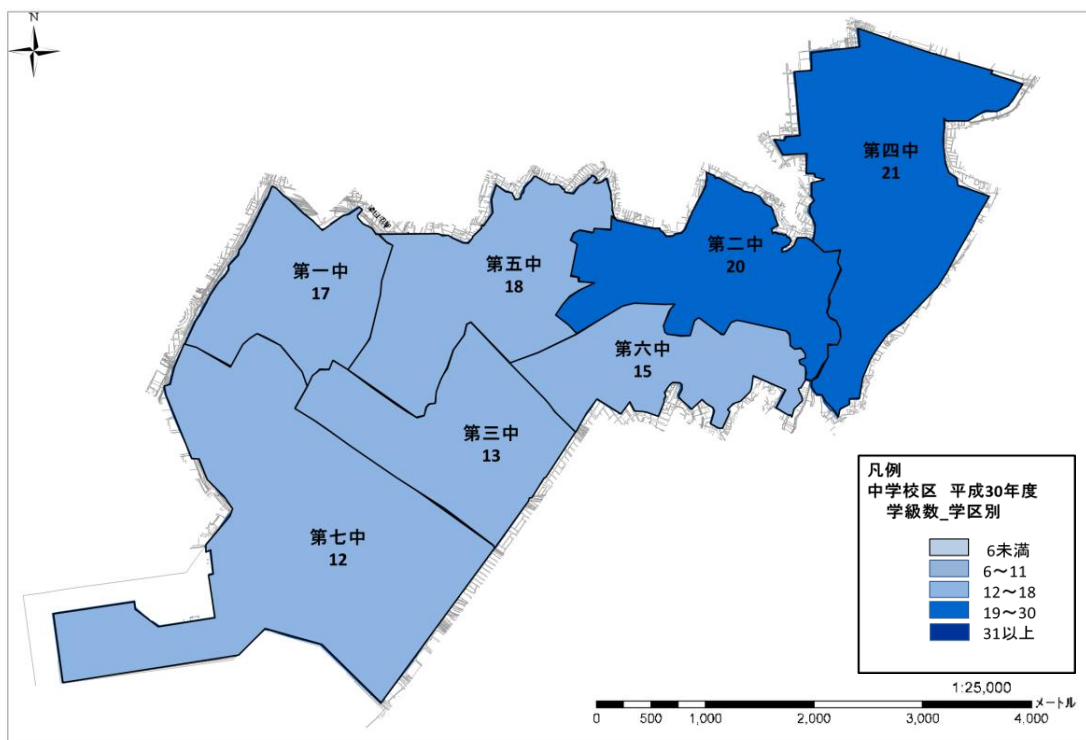 N
第四中
21
第二中
20
第五中
18
第一中
17
第六中
15
第三中
13
第七中
12
凡例
中学校区 平成30年度
学級数_学区別
6未満
6~11
12~18
19~30
31以上
1:25,000
メートル
0 500 1,000 2,000 3,000 4,000